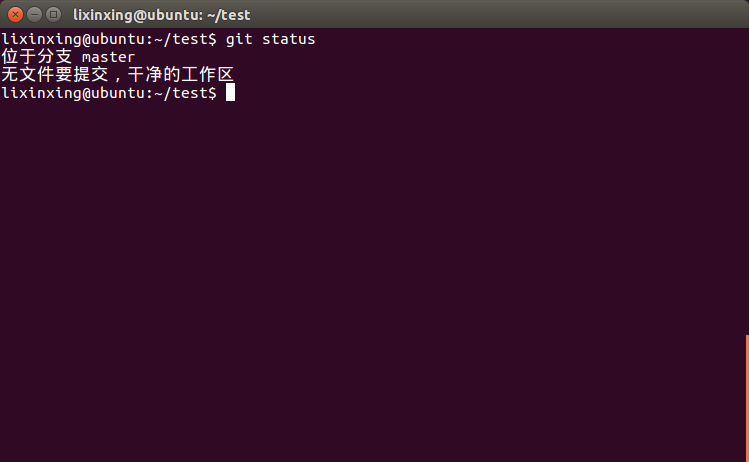 lixinxing@ubuntu: ~/test
lixinxing@ubuntu:~/test$ git status
位于分支 master
无文件要提交，干净的工作区
lixinxing@ubuntu:~/test$